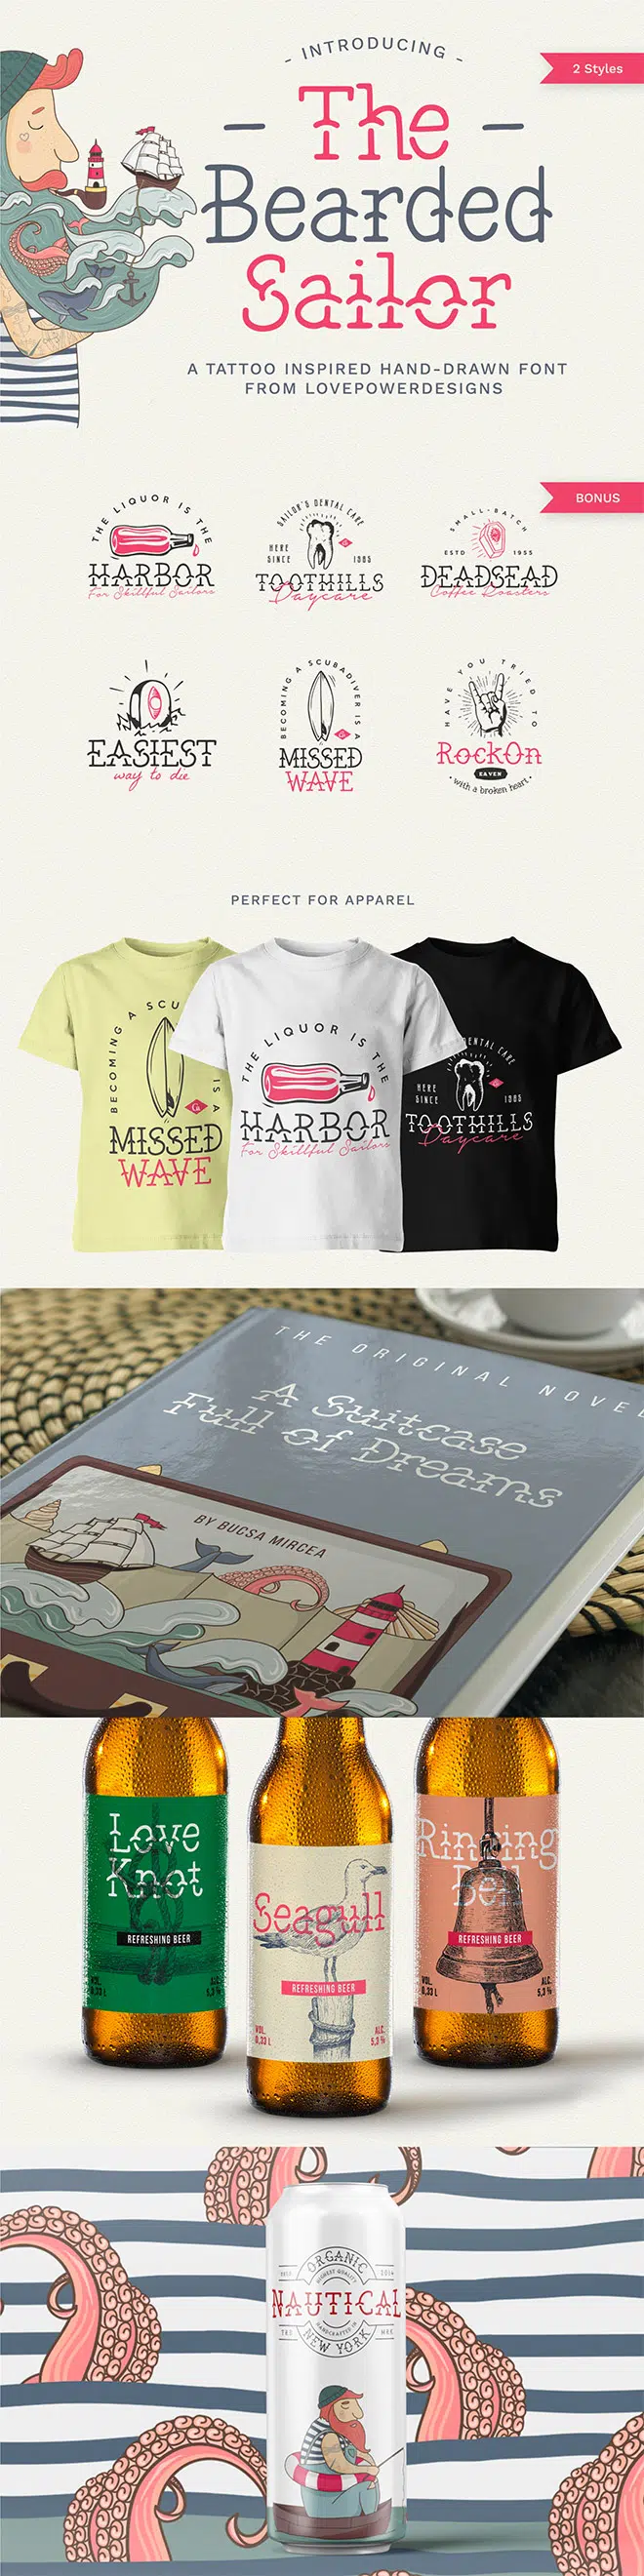 - INTRODUCING -
2 Styles
- The -
Bearded
Sailor
A TATTOO INSPIRED HAND-DRAWN FONT
FROM LOVEPOWERDESIGNS
BONUS
THE LIQUOR IS THE
HARBOR
For Skillful Sailors
SAILOR'S DENTAL CARE
HERE 1985
SINCE
TOOTHILLS
Daycare
SMALL-BATCH
ESTD 1955
DEADSEAD
Coffee Roasters
EASIEST
way to die
BECOMING A SCUBADIVER IS A
MISSED
WAVE
HAVE YOU TRIED TO
RockOn
EAVEN
• with a broken heart •
PERFECT FOR APPAREL
BECOMING A SCU
IS A
MISSED
WAVE
THE LIQUOR IS THE
HARBOR
For Skillful Sailors
DENTAL CARE
HERE 1985
SINCE
TOOTHILLS
Daycare
THE ORIGINAL NOVEL
A Suitcase
Full of Dreams
BY BUCSA MIRCEA
Love
Knot
REFRESHING BEER
VOL. ALC.
0,33 L 5,3 %
Seagull
REFRESHING BEER
VOL. ALC.
0,33 L 5,3 %
Ringing
Bell
REFRESHING BEER
VOL. ALC.
0,33 L 5,3 %
ORGANIC
HIGHEST QUALITY
NAUTICAL
HANDCRAFTED IN
NEW YORK